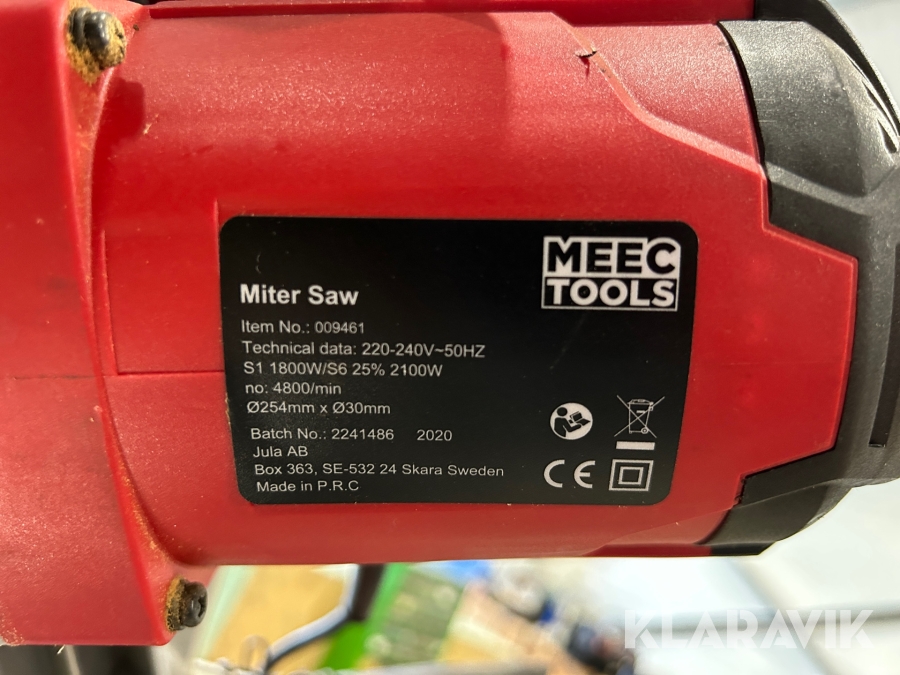 MEEC
TOOLS
Miter Saw
Item No.: 009461
Technical data: 220-240V~50HZ
S1 1800W/S6 25% 2100W
no: 4800/min
Ø254mm x Ø30mm
Batch No.: 2241486 2020
Jula AB
Box 363, SE-532 24 Skara Sweden
Made in P.R.C
CE
KLARAVIK